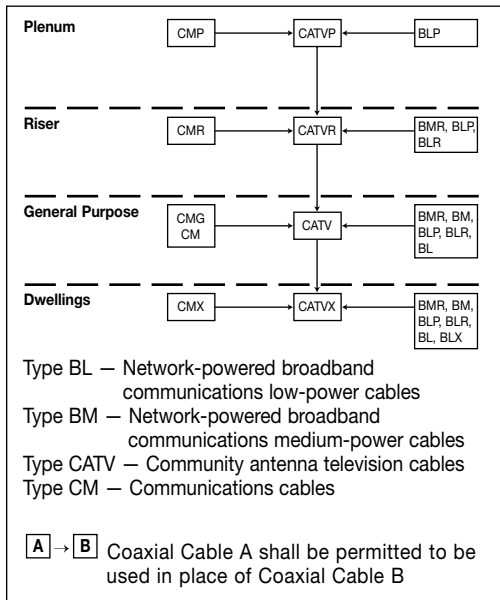 Plenum
CMP CATVP BLP
Riser
CMR CATVR BMR, BLP,
BLR
General Purpose
CMG
CM
CATV
BMR, BM,
BLP, BLR,
BL
Dwellings
CMX CATVX BMR, BM,
BLP, BLR,
BL, BLX
Type BL — Network-powered broadband
communications low-power cables
Type BM — Network-powered broadband
communications medium-power cables
Type CATV — Community antenna television cables
Type CM — Communications cables
A → B Coaxial Cable A shall be permitted to be
used in place of Coaxial Cable B